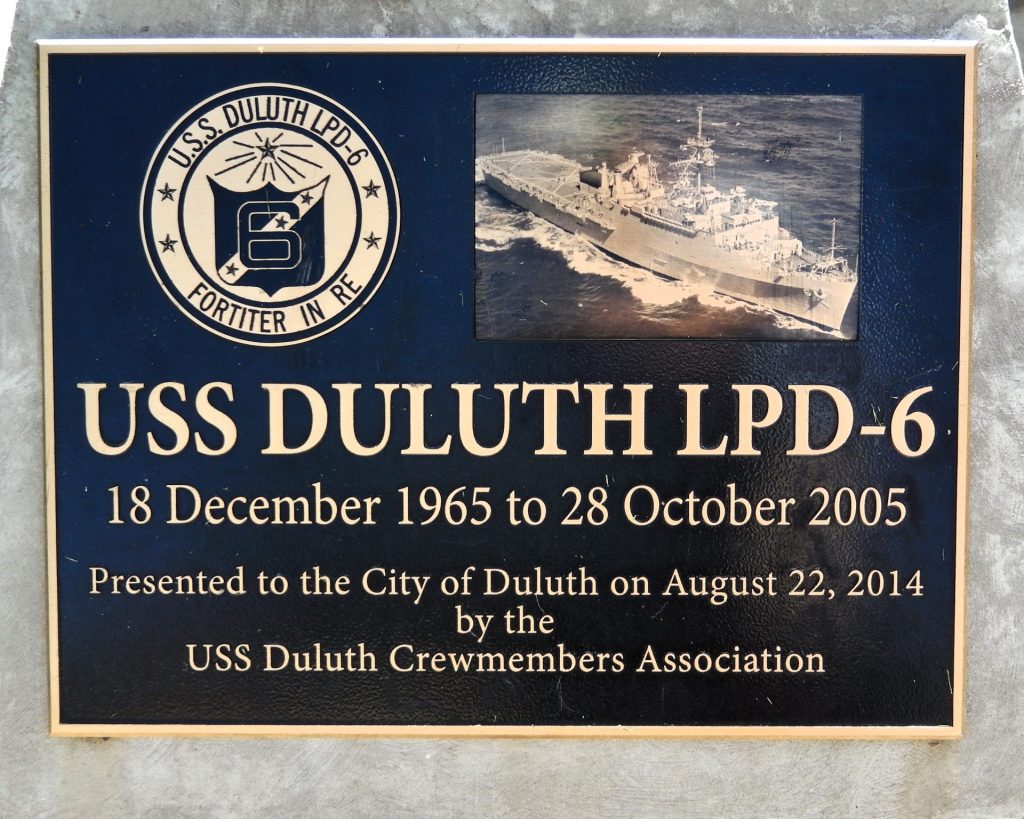 U.S.S. DULUTH LPD-6
6
FORTITER IN RE
USS DULUTH LPD-6
18 December 1965 to 28 October 2005
Presented to the City of Duluth on August 22, 2014
by the
USS Duluth Crewmembers Association